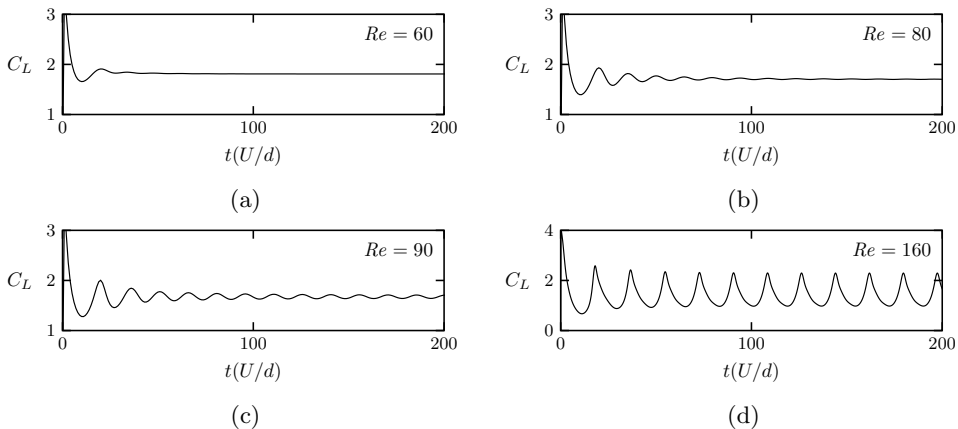 3
Re = 60
C_L 2
1
0 100 200
t(U/d)
(a)
3
Re = 80
C_L 2
1
0 100 200
t(U/d)
(b)
3
Re = 90
C_L 2
1
0 100 200
t(U/d)
(c)
4
Re = 160
C_L 2
0
0 100 200
t(U/d)
(d)